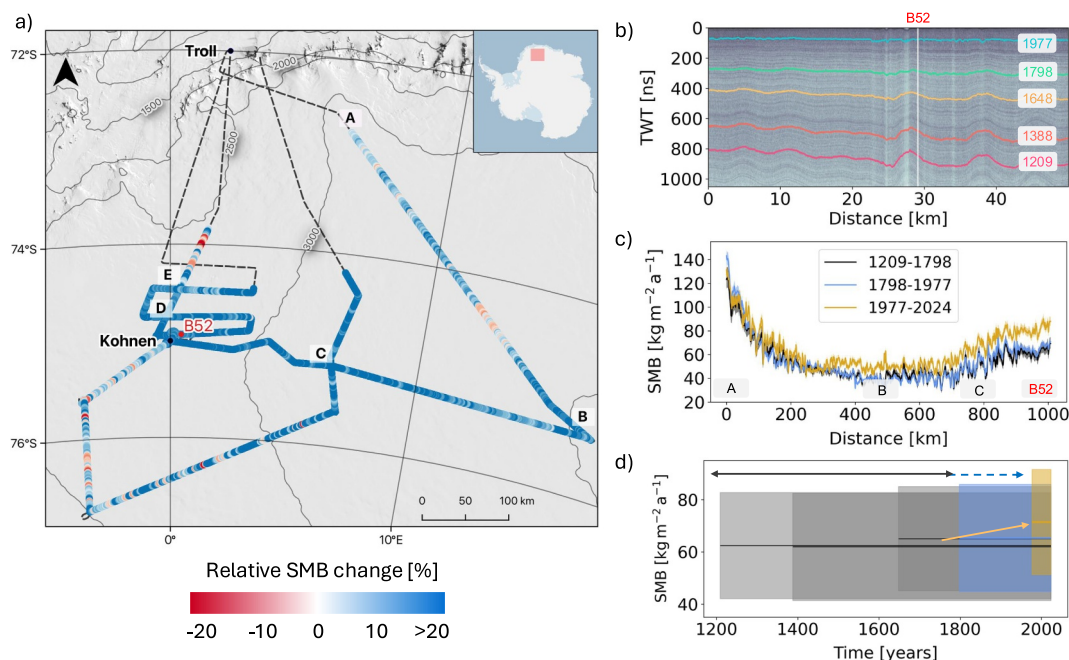 a)
72°S
74°S
76°S
Troll
2000
1500
2500
3000
0
A
E
D
B52
Kohnen
C
B
0 50 100 km
0° 10°E
Relative SMB change [%]
-20 -10 0 10 >20
b)
B52
TWT [ns]
0
200
400
600
800
1000
1977
1798
1648
1388
1209
0 10 20 29 40
Distance [km]
c)
SMB [kg m⁻² a⁻¹]
140
120
100
80
60
40
20
1209-1798
1798-1977
1977-2024
A B C B52
0 200 400 600 800 1000
Distance [km]
d)
SMB [kg m⁻² a⁻¹]
80
60
40
1200 1400 1600 1800 2000
Time [years]